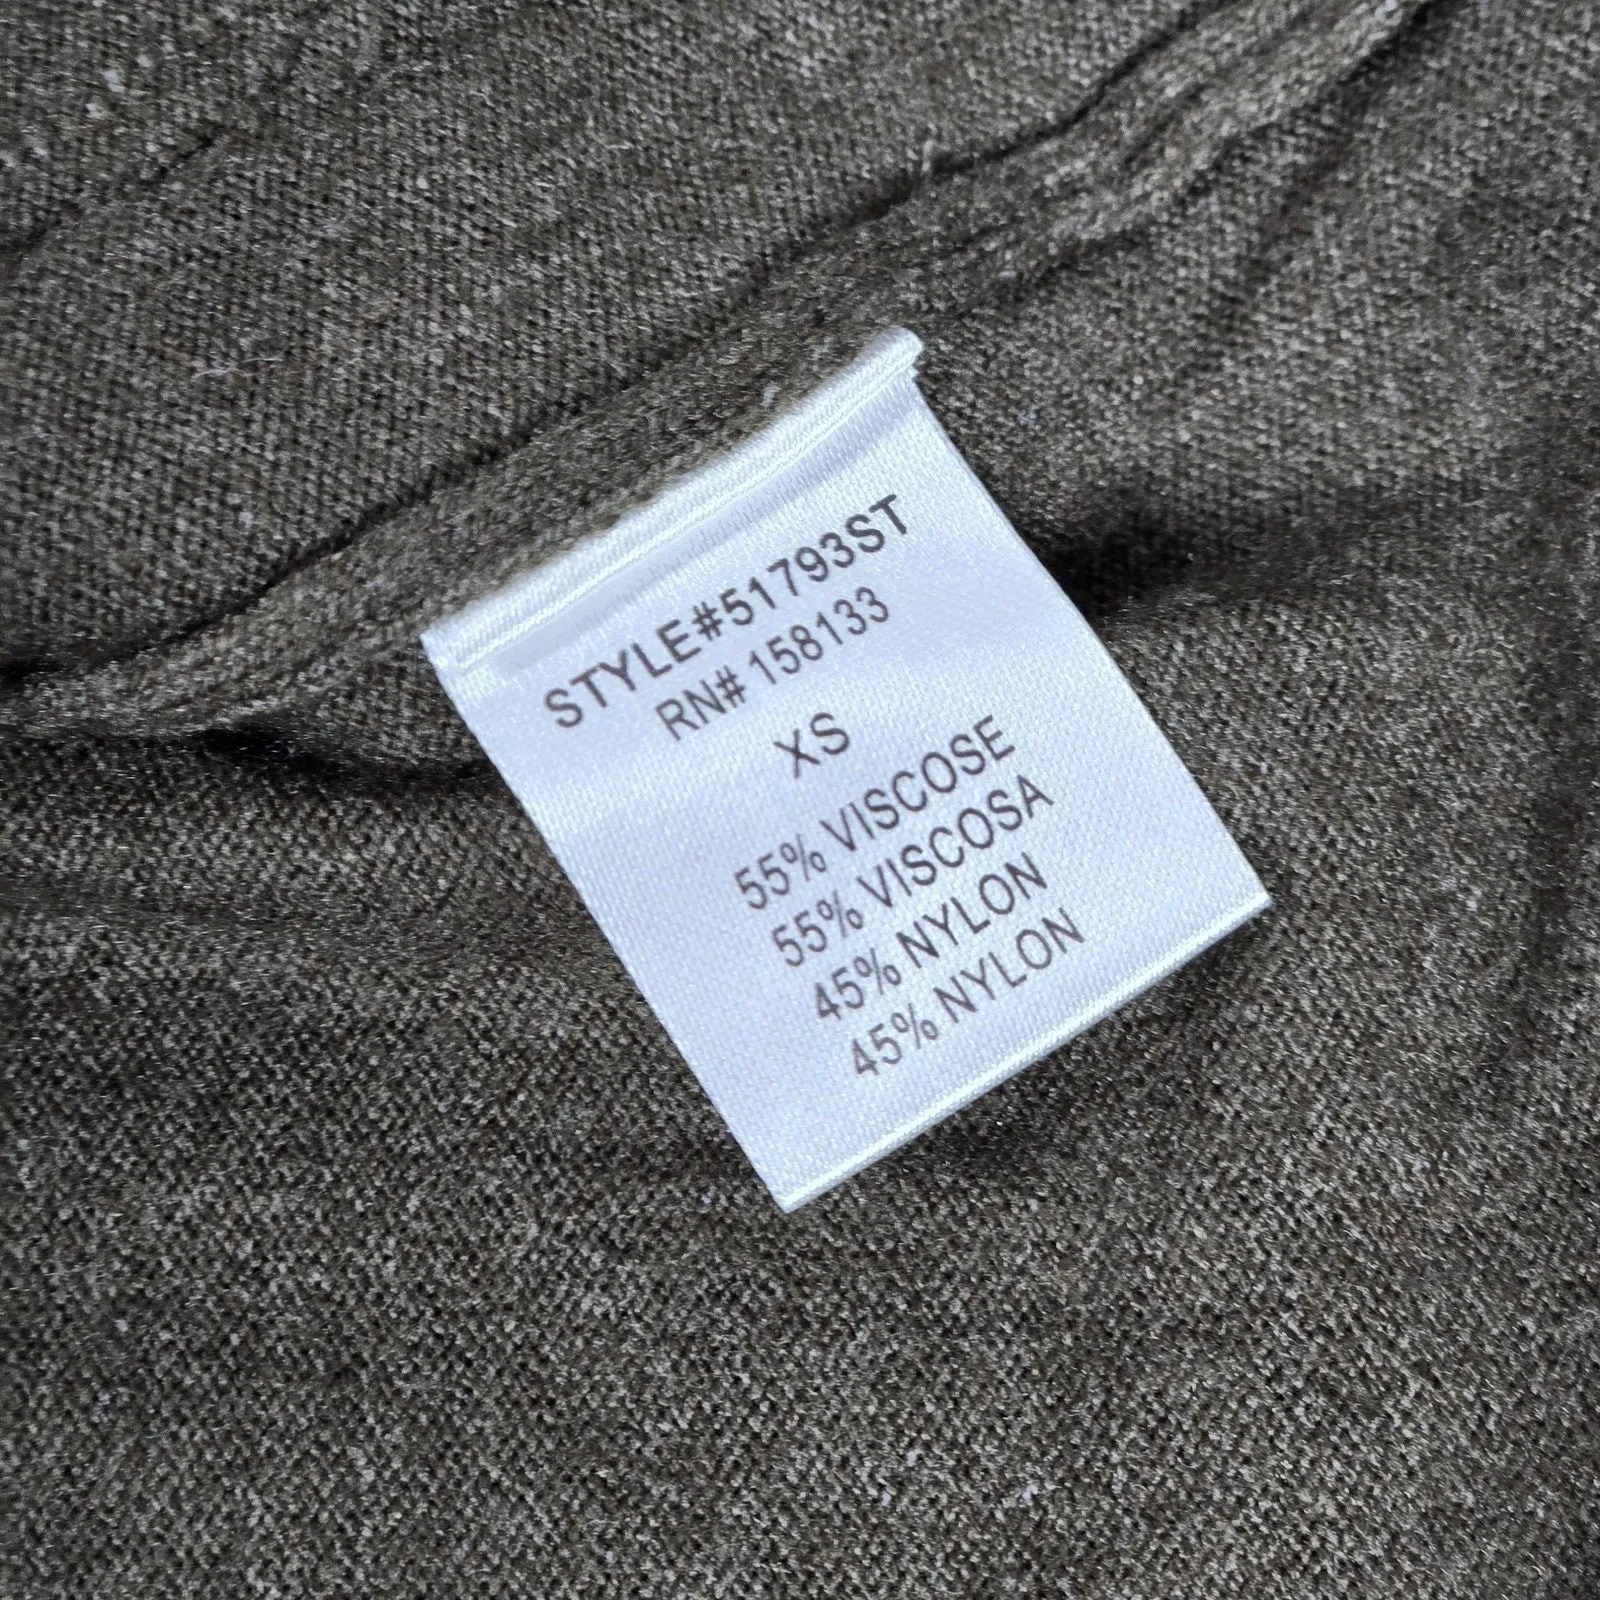 STYLE#51793ST
RN# 158133
XS
55% VISCOSE
55% VISCOSA
45% NYLON
45% NYLON